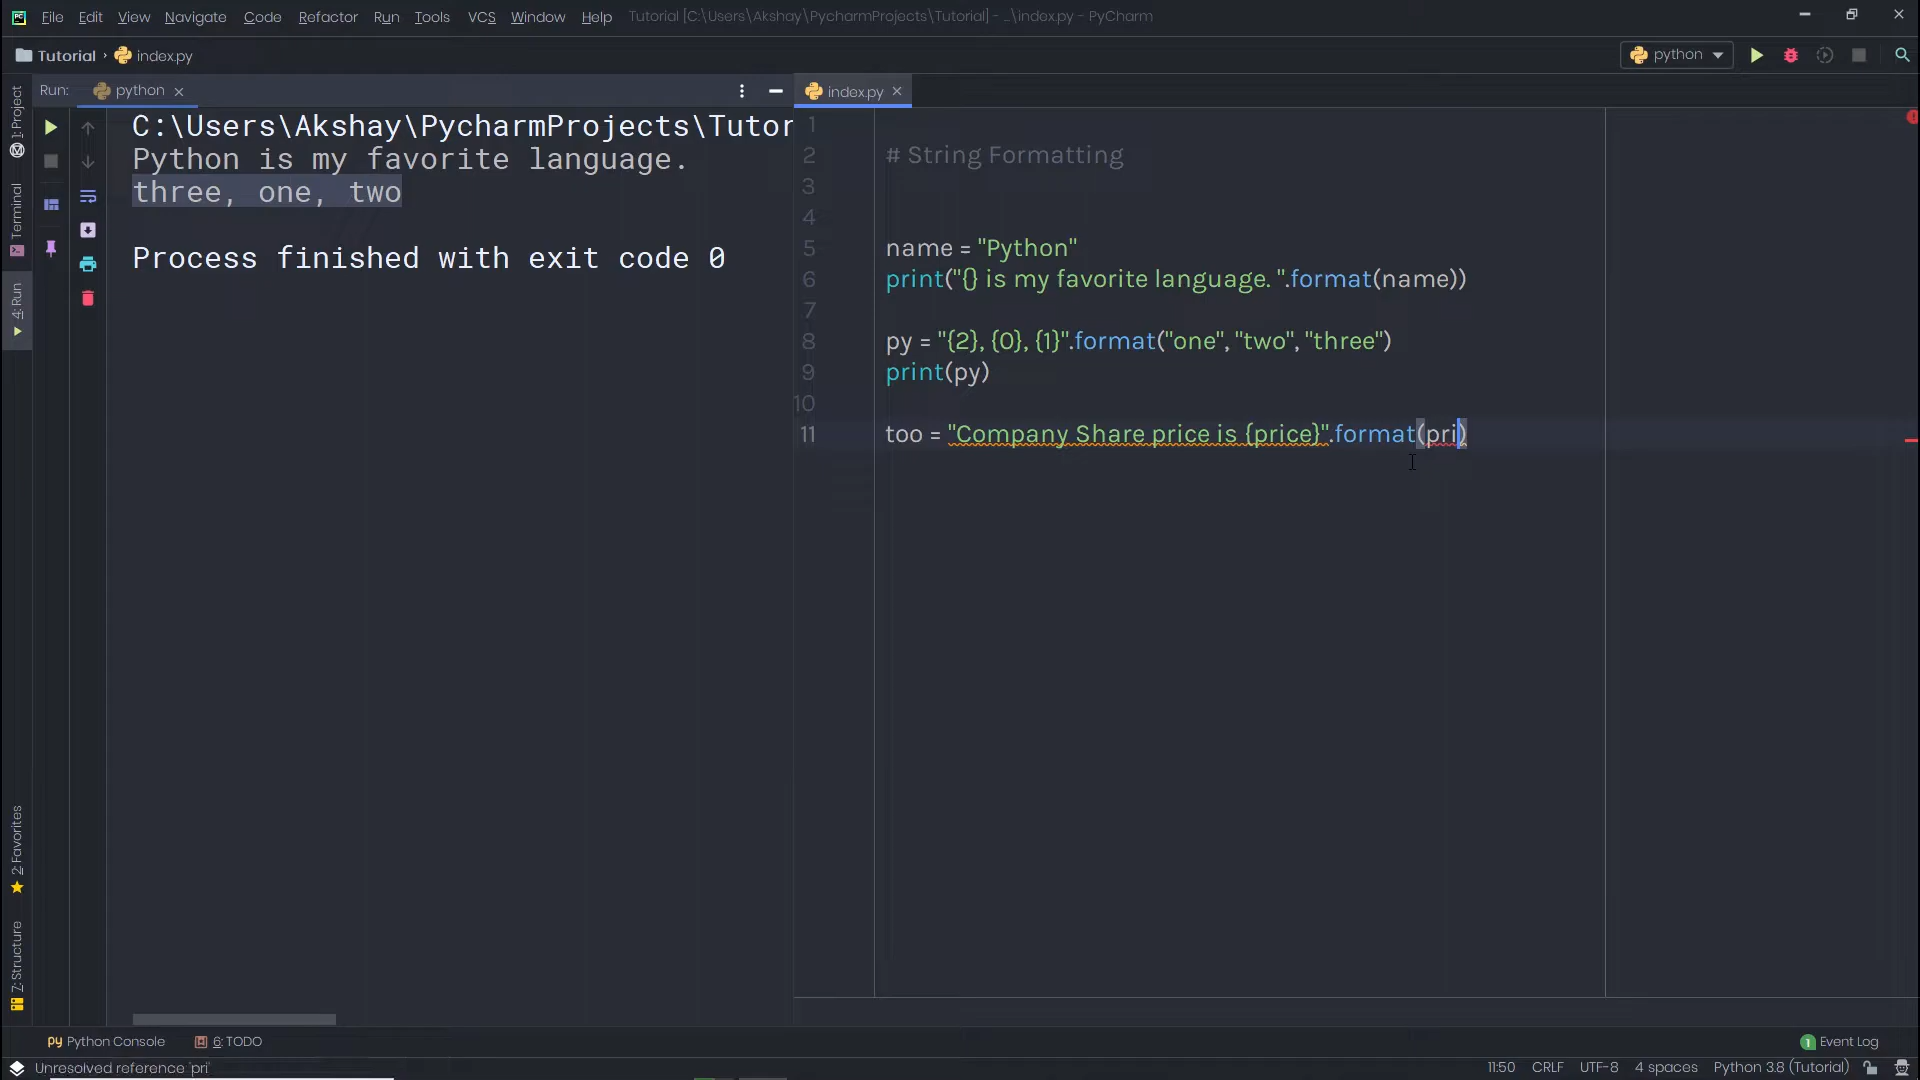 File Edit View Navigate Code Refactor Run Tools VCS Window Help Tutorial [C:\Users\Akshay\PycharmProjects\Tutorial] - ...\index.py - PyCharm
Tutorial index.py python
Run: python index.py
1: Project
Terminal
4: Run
2: Favorites
7: Structure
C:\Users\Akshay\PycharmProjects\Tutor
Python is my favorite language.
three, one, two
Process finished with exit code 0
1
2 # String Formatting
3
4
5 name = "Python"
6 print("{} is my favorite language. ".format(name))
7
8 py = "{2}, {0}, {1}".format("one", "two", "three")
9 print(py)
10
11 too = "Company Share price is {price}".format(pri)
Python Console 6: TODO 1 Event Log
Unresolved reference 'pri' 11:50 CRLF UTF-8 4 spaces Python 3.8 (Tutorial)